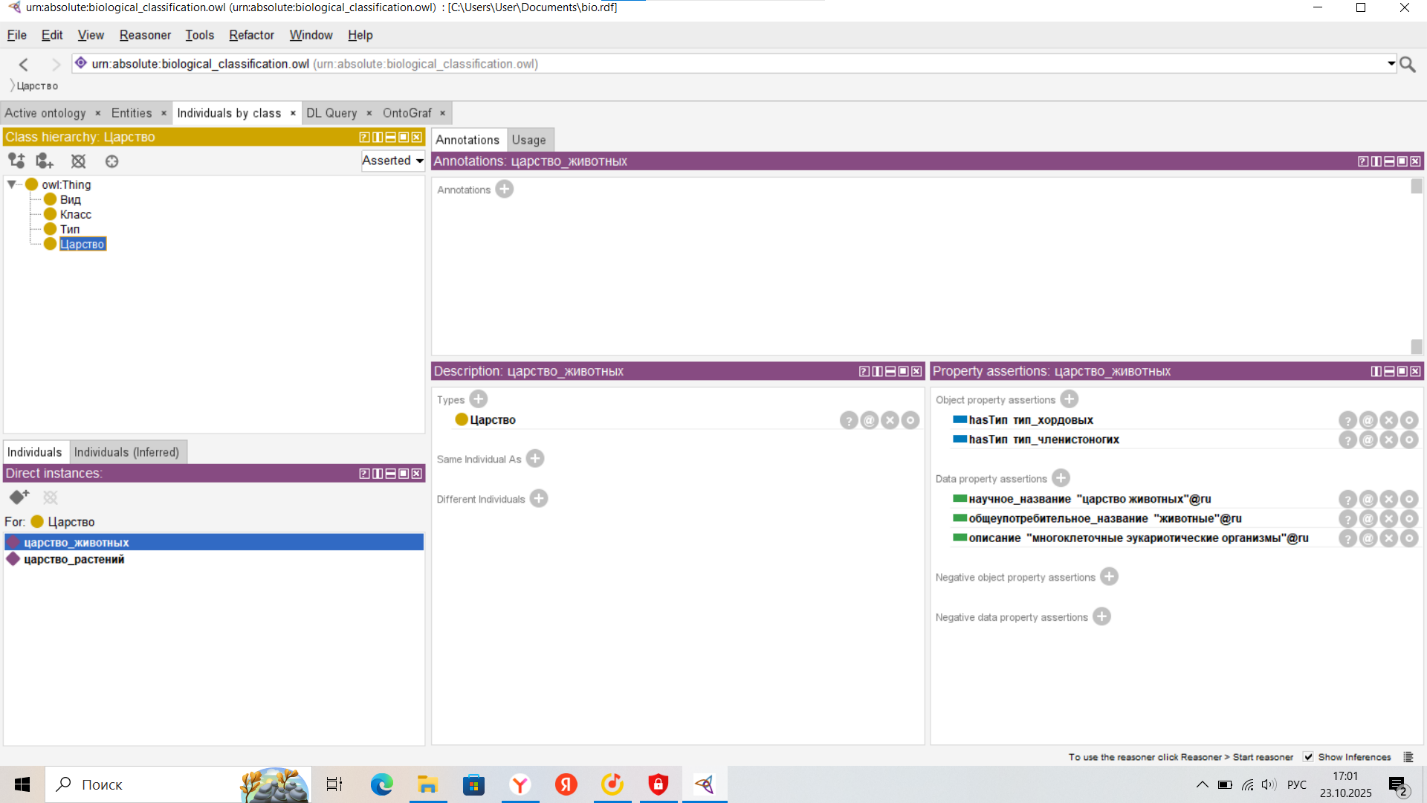 urn:absolute:biological_classification.owl (urn:absolute:biological_classification.owl) : [C:\Users\User\Documents\bio.rdf]
File Edit View Reasoner Tools Refactor Window Help
urn:absolute:biological_classification.owl (urn:absolute:biological_classification.owl)
Царство
Active ontology × Entities × Individuals by class × DL Query × OntoGraf ×
Class hierarchy: Царство
Asserted
owl:Thing
Вид
Класс
Тип
Царство
Individuals Individuals (Inferred)
Direct instances:
For: Царство
царство_животных
царство_растений
Annotations Usage
Annotations: царство_животных
Annotations
Description: царство_животных
Types
Царство
Same Individual As
Different Individuals
Property assertions: царство_животных
Object property assertions
hasТип тип_хордовых
hasТип тип_членистоногих
Data property assertions
научное_название "царство животных"@ru
общеупотребительное_название "животные"@ru
описание "многоклеточные эукариотические организмы"@ru
Negative object property assertions
Negative data property assertions
To use the reasoner click Reasoner > Start reasoner Show Inferences
Поиск
РУС
17:01
23.10.2025
2